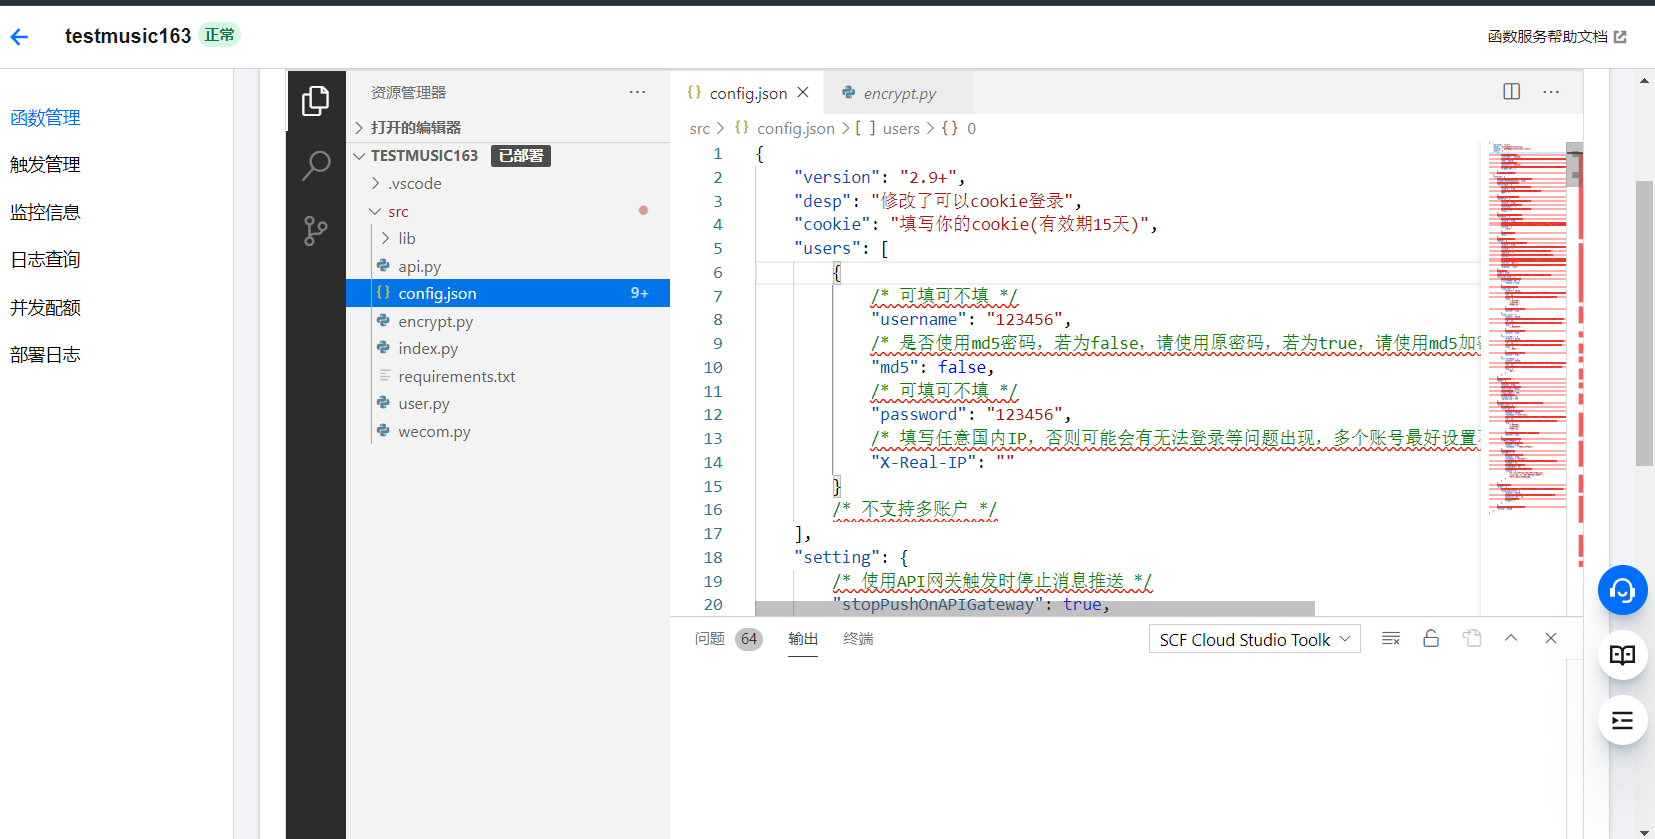 testmusic163 正常
函数服务帮助文档
函数管理
触发管理
监控信息
日志查询
并发配额
部署日志
资源管理器
打开的编辑器
TESTMUSIC163 已部署
.vscode
src
lib
api.py
config.json 9+
encrypt.py
index.py
requirements.txt
user.py
wecom.py
config.json
encrypt.py
src > {} config.json > [ ] users > {} 0
1 {
2 "version": "2.9+",
3 "desp": "修改了可以cookie登录",
4 "cookie": "填写你的cookie(有效期15天)",
5 "users": [
6 {
7 /* 可填可不填 */
8 "username": "123456",
9 /* 是否使用md5密码，若为false，请使用原密码，若为true，请使用md5加
10 "md5": false,
11 /* 可填可不填 */
12 "password": "123456",
13 /* 填写任意国内IP，否则可能会有无法登录等问题出现，多个账号最好设置
14 "X-Real-IP": ""
15 }
16 /* 不支持多账户 */
17 ],
18 "setting": {
19 /* 使用API网关触发时停止消息推送 */
20 "stopPushOnAPIGateway": true,
问题 64 输出 终端
SCF Cloud Studio Toolk